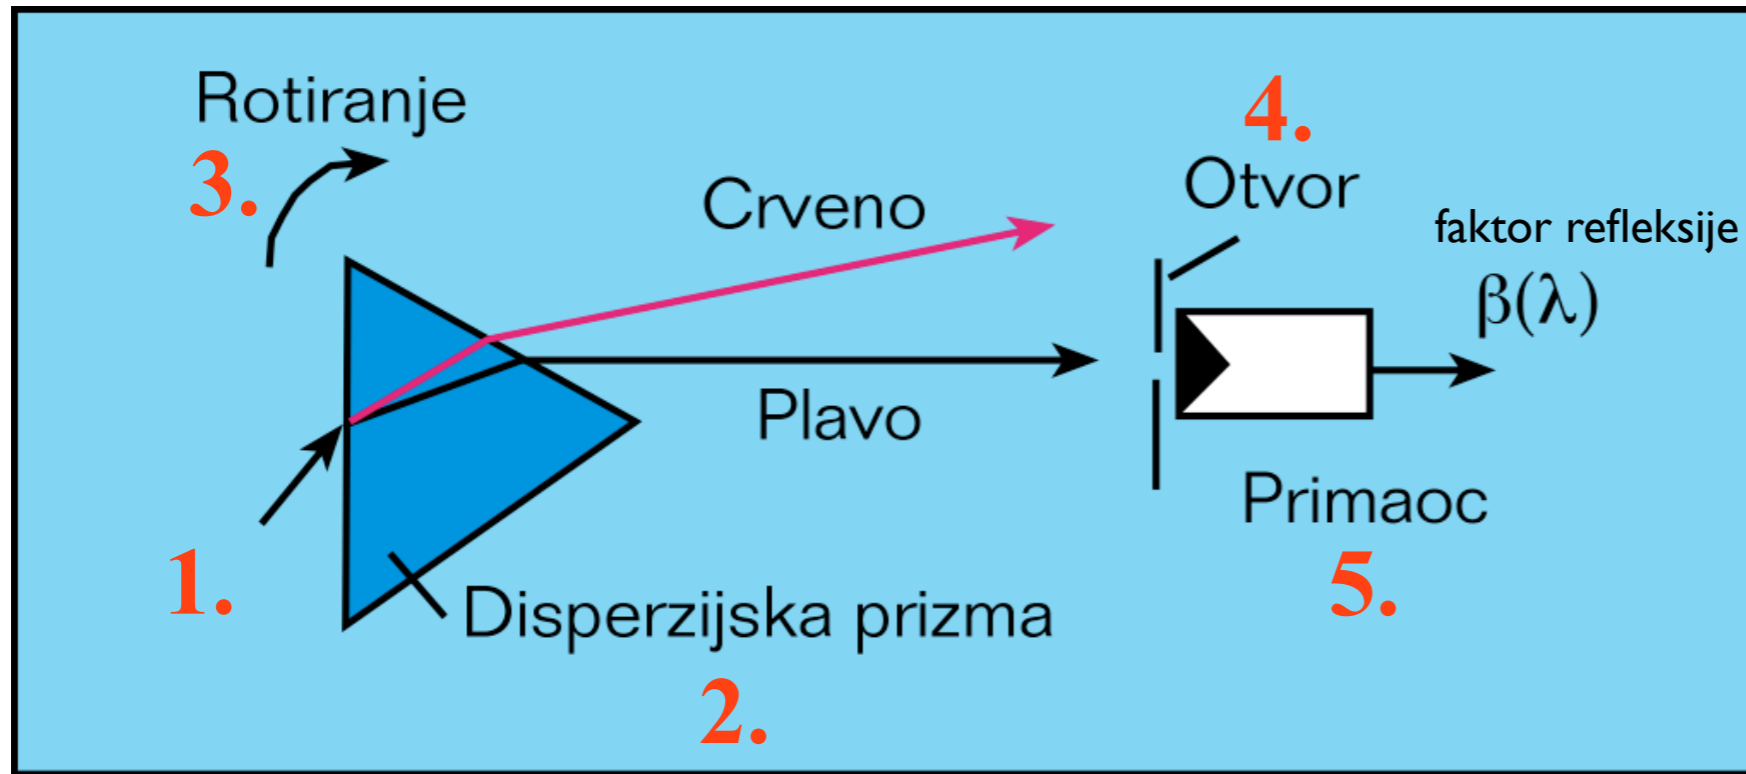 Rotiranje
3.
Crveno
4.
Otvor
faktor refleksije
β(λ)
Plavo
Primaoc
5.
1.
Disperzijska prizma
2.